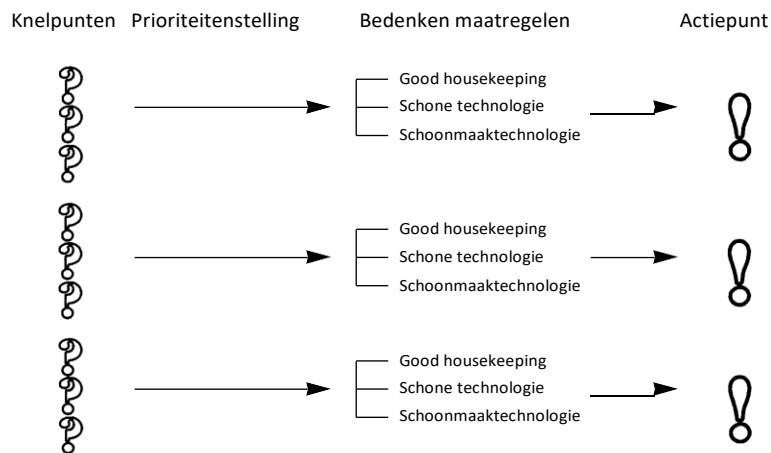 Knelpunten Prioriteitenstelling Bedenken maatregelen Actiepunt
Good housekeeping
Schone technologie
Schoonmaaktechnologie
Good housekeeping
Schone technologie
Schoonmaaktechnologie
Good housekeeping
Schone technologie
Schoonmaaktechnologie